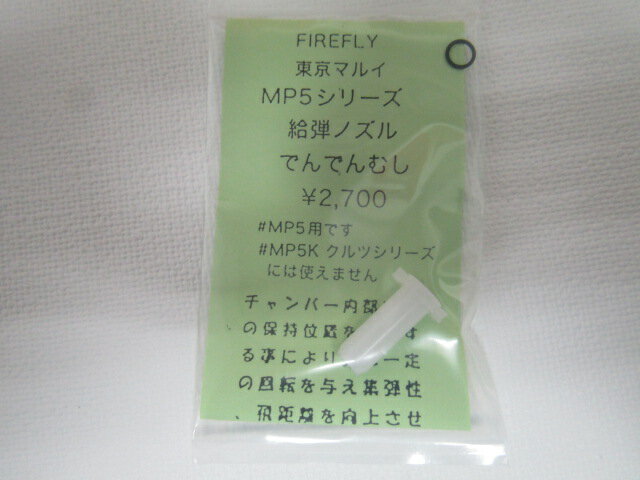 FIREFLY
東京マルイ
MP5シリーズ
給弾ノズル
でんでんむし
¥2,700
#MP5用です
#MP5K クルツシリーズ
には使えません
チャンバー内部
の保持位置を す
る事により 一定
の回転を与え集弾性
、飛距離を向上させ